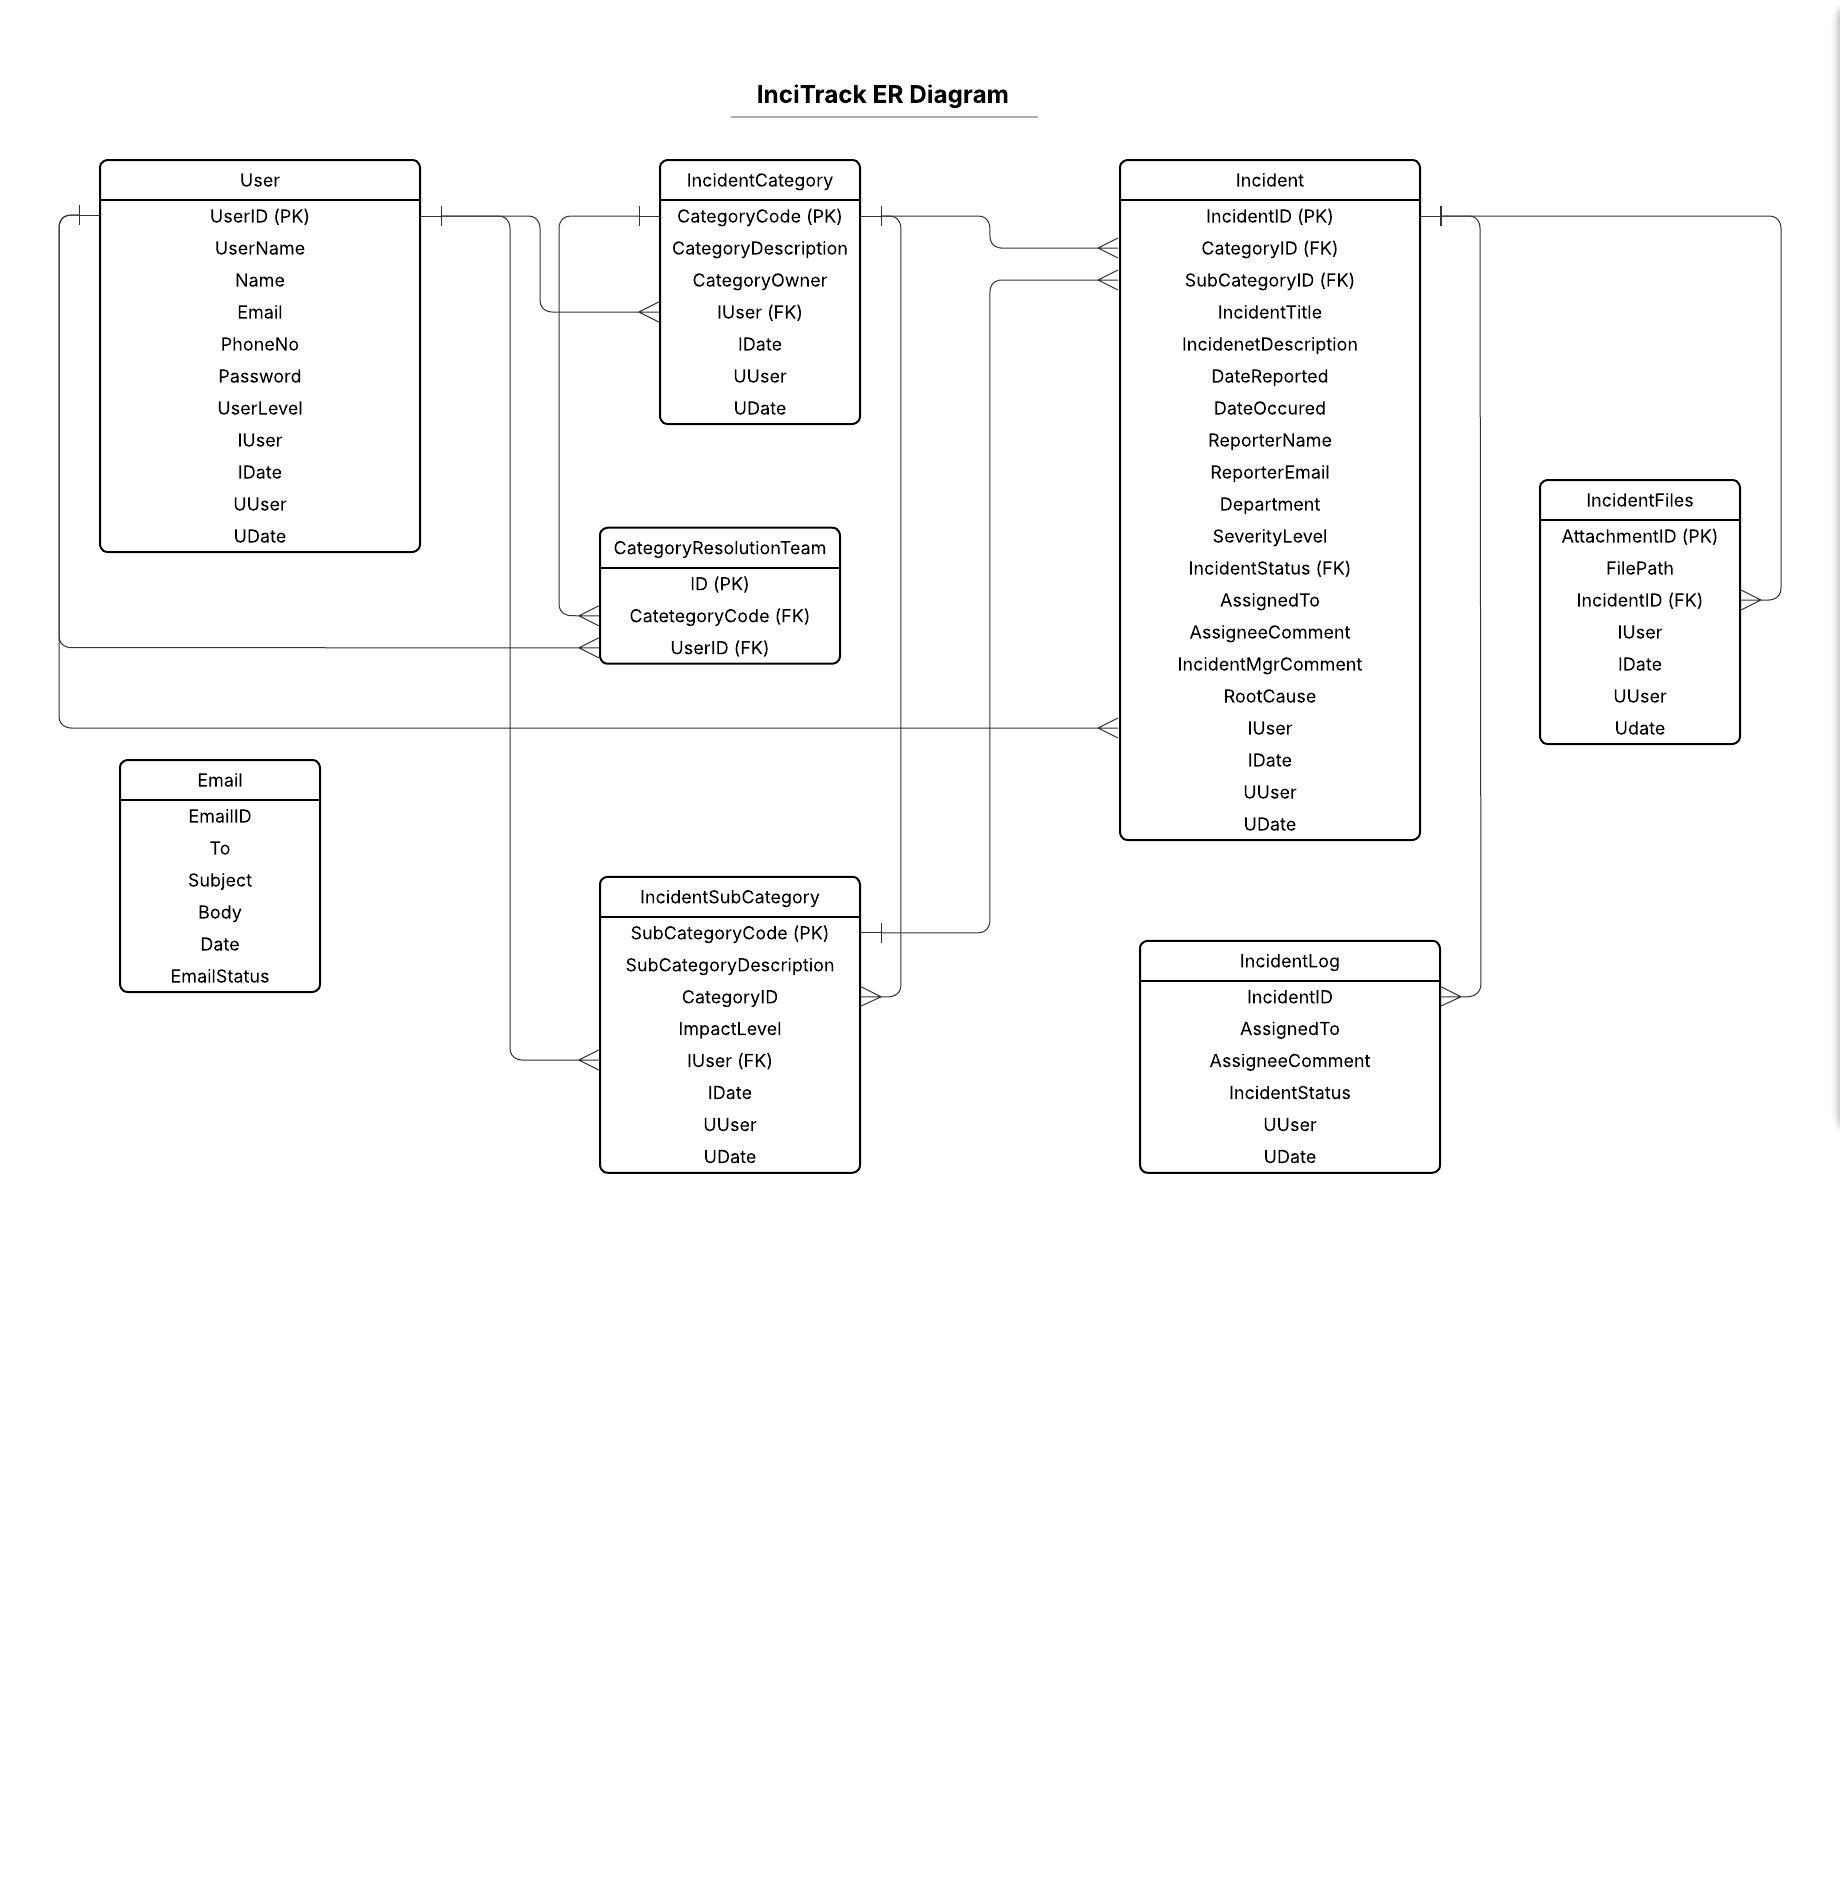 InciTrack ER Diagram
User
UserID (PK)
UserName
Name
Email
PhoneNo
Password
UserLevel
IUser
IDate
UUser
UDate
IncidentCategory
CategoryCode (PK)
CategoryDescription
CategoryOwner
IUser (FK)
IDate
UUser
UDate
Incident
IncidentID (PK)
CategoryID (FK)
SubCategoryID (FK)
IncidentTitle
IncidenetDescription
DateReported
DateOccured
ReporterName
ReporterEmail
Department
SeverityLevel
IncidentStatus (FK)
AssignedTo
AssigneeComment
IncidentMgrComment
RootCause
IUser
IDate
UUser
UDate
IncidentFiles
AttachmentID (PK)
FilePath
IncidentID (FK)
IUser
IDate
UUser
Udate
CategoryResolutionTeam
ID (PK)
CatetegoryCode (FK)
UserID (FK)
Email
EmailID
To
Subject
Body
Date
EmailStatus
IncidentSubCategory
SubCategoryCode (PK)
SubCategoryDescription
CategoryID
ImpactLevel
IUser (FK)
IDate
UUser
UDate
IncidentLog
IncidentID
AssignedTo
AssigneeComment
IncidentStatus
UUser
UDate